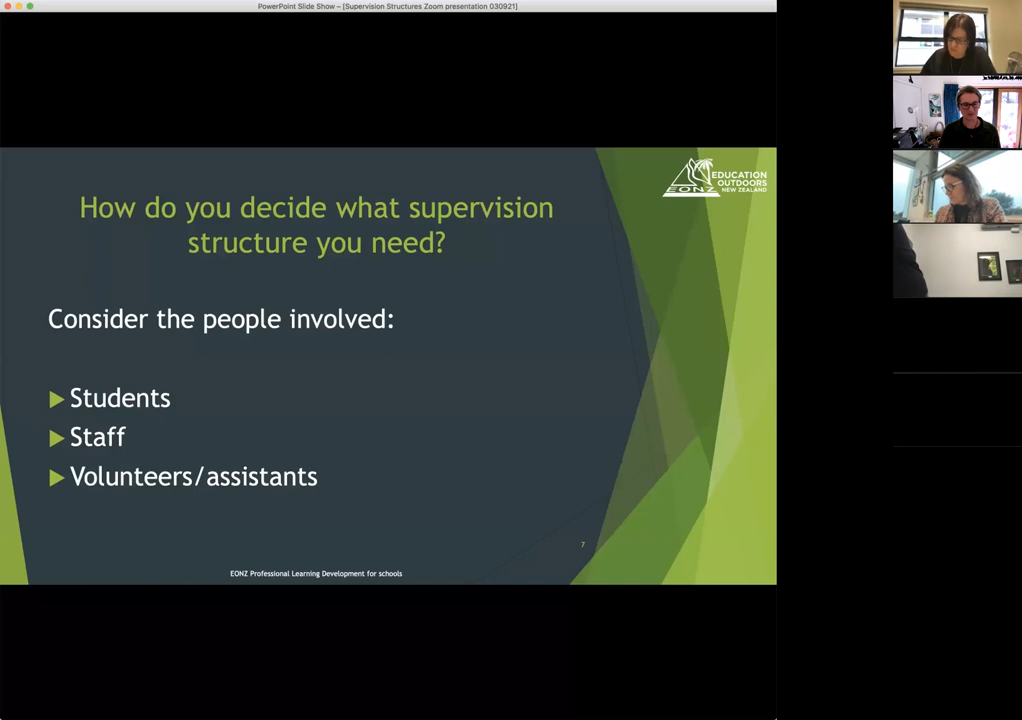 PowerPoint Slide Show – [Supervision Structures Zoom presentation 030921]
EONZ
EDUCATION
OUTDOORS
NEW ZEALAND
How do you decide what supervision
structure you need?
Consider the people involved:
Students
Staff
Volunteers/assistants
7
EONZ Professional Learning Development for schools